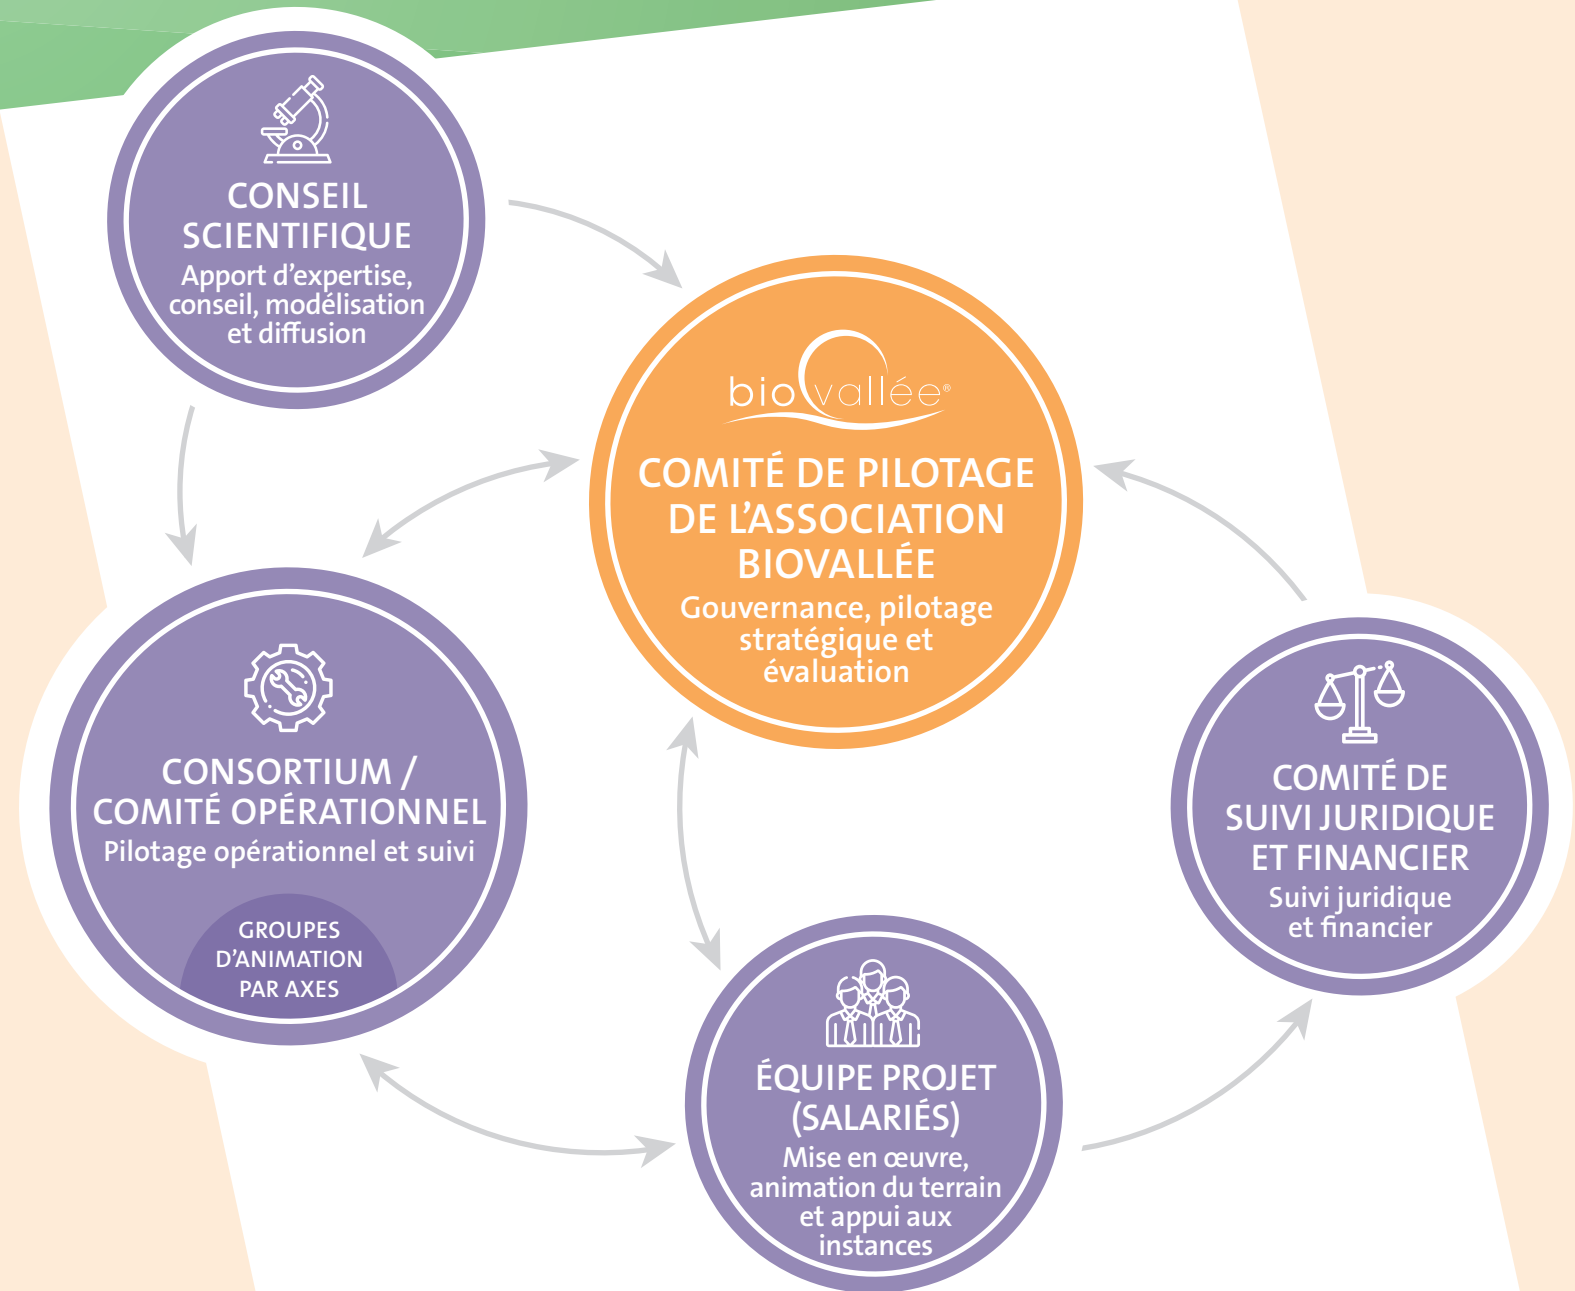 CONSEIL
SCIENTIFIQUE
Apport d’expertise,
conseil, modélisation
et diffusion
biovallée®
COMITÉ DE PILOTAGE
DE L’ASSOCIATION
BIOVALLÉE
Gouvernance, pilotage
stratégique et
évaluation
CONSORTIUM /
COMITÉ OPÉRATIONNEL
Pilotage opérationnel et suivi
GROUPES
D’ANIMATION
PAR AXES
COMITÉ DE
SUIVI JURIDIQUE
ET FINANCIER
Suivi juridique
et financier
ÉQUIPE PROJET
(SALARIÉS)
Mise en œuvre,
animation du terrain
et appui aux
instances